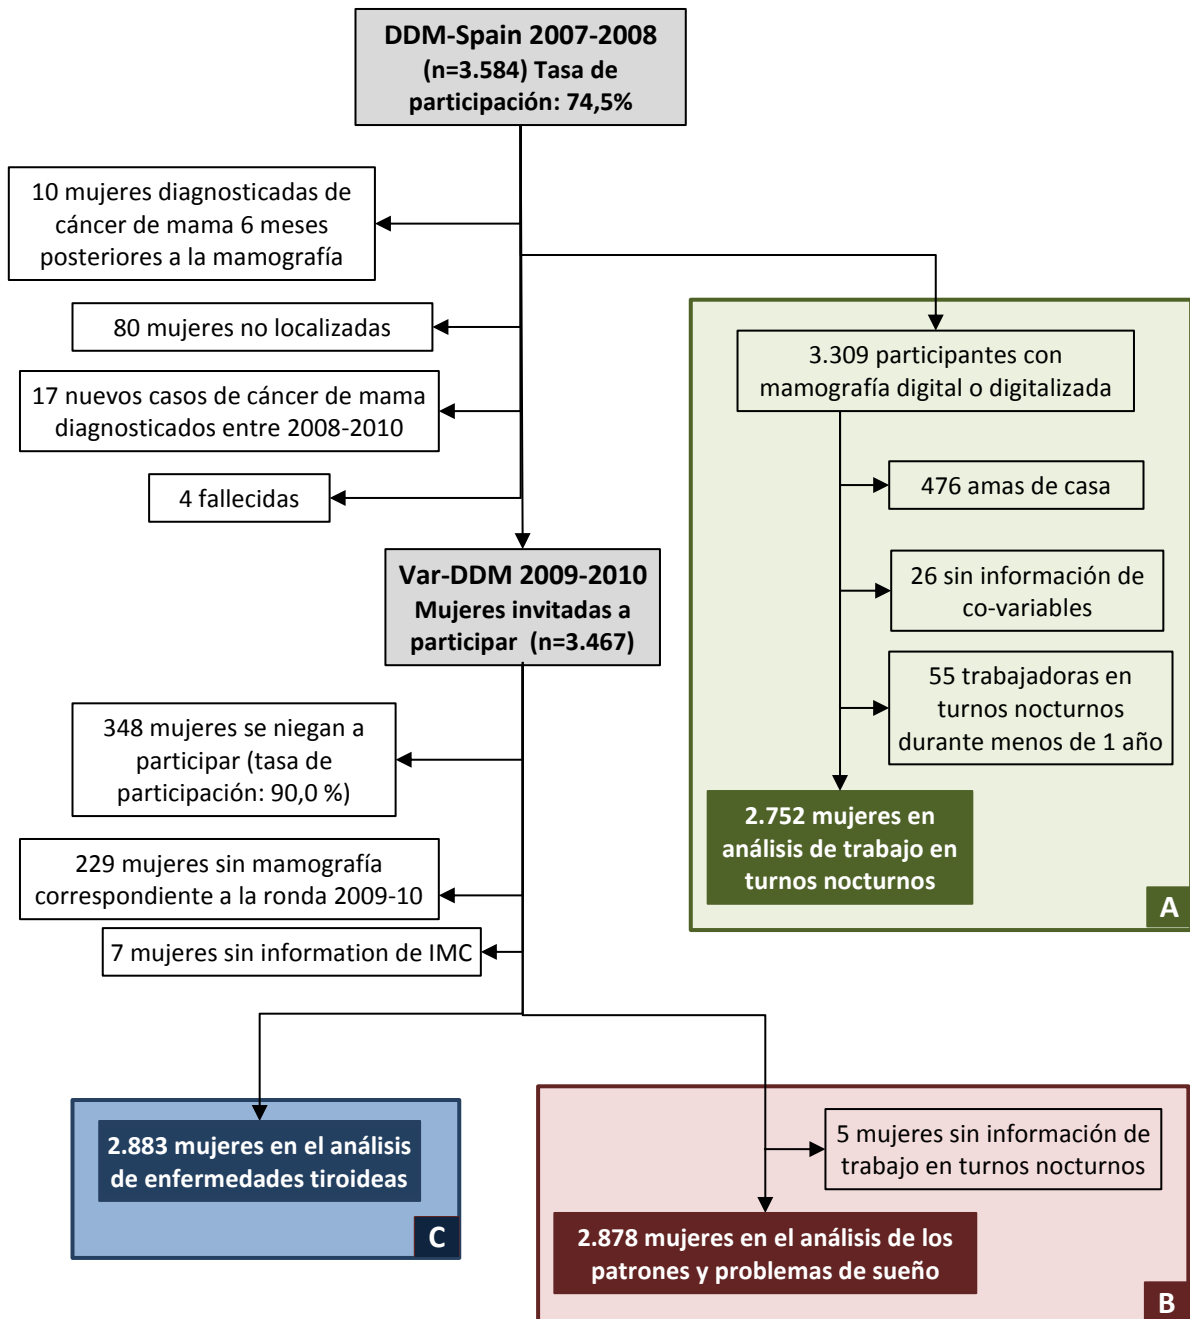 DDM-Spain 2007-2008
(n=3.584) Tasa de
participación: 74,5%
10 mujeres diagnosticadas de
cáncer de mama 6 meses
posteriores a la mamografía
80 mujeres no localizadas
17 nuevos casos de cáncer de mama
diagnosticados entre 2008-2010
4 fallecidas
3.309 participantes con
mamografía digital o digitalizada
476 amas de casa
26 sin información de
co-variables
55 trabajadoras en
turnos nocturnos
durante menos de 1 año
2.752 mujeres en
análisis de trabajo en
turnos nocturnos
A
Var-DDM 2009-2010
Mujeres invitadas a
participar (n=3.467)
348 mujeres se niegan a
participar (tasa de
participación: 90,0 %)
229 mujeres sin mamografía
correspondiente a la ronda 2009-10
7 mujeres sin information de IMC
2.883 mujeres en el análisis
de enfermedades tiroideas
C
5 mujeres sin información de
trabajo en turnos nocturnos
2.878 mujeres en el análisis de los
patrones y problemas de sueño
B